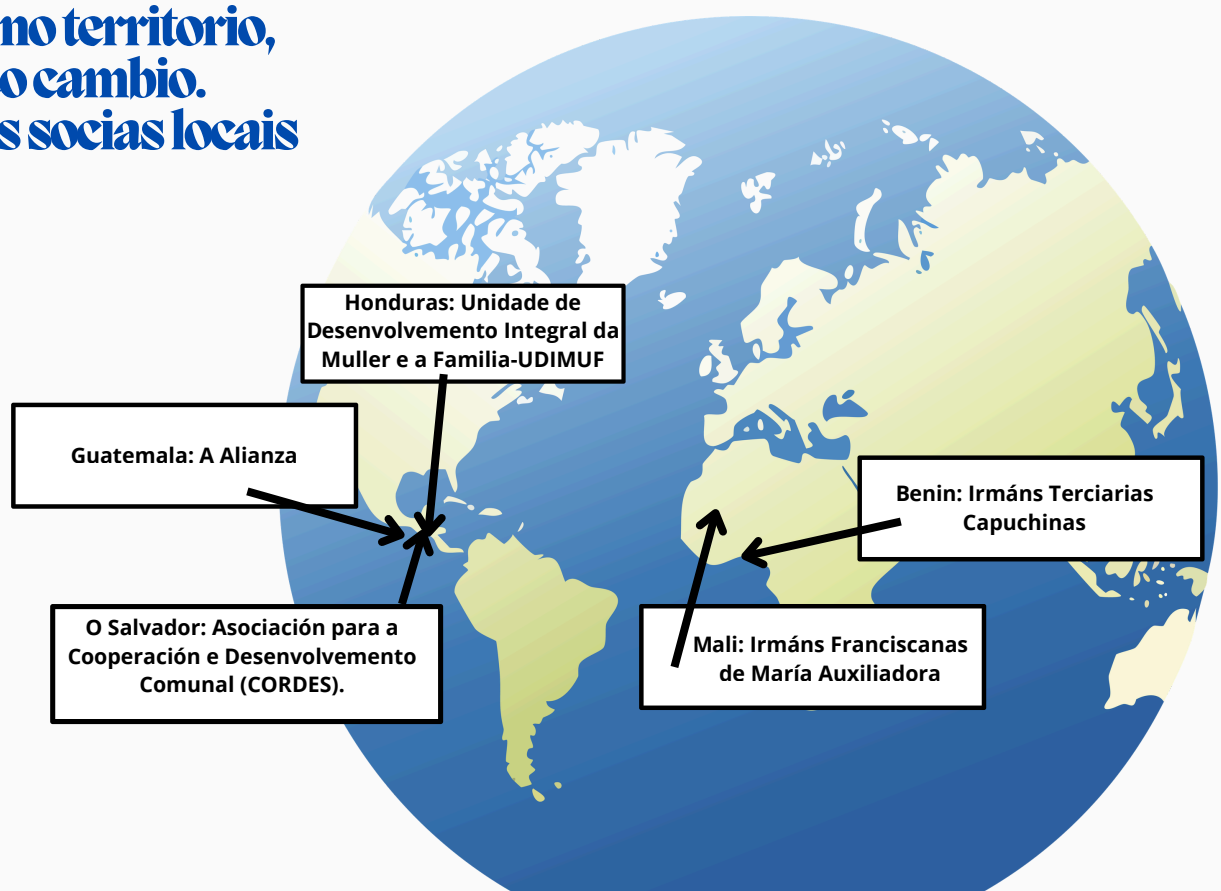 no territorio,
o cambio.
s socias locais
Honduras: Unidade de
Desenvolvemento Integral da
Muller e a Familia-UDIMUF
Guatemala: A Alianza
Benin: Irmáns Terciarias
Capuchinas
O Salvador: Asociación para a
Cooperación e Desenvolvemento
Comunal (CORDES).
Mali: Irmáns Franciscanas
de María Auxiliadora